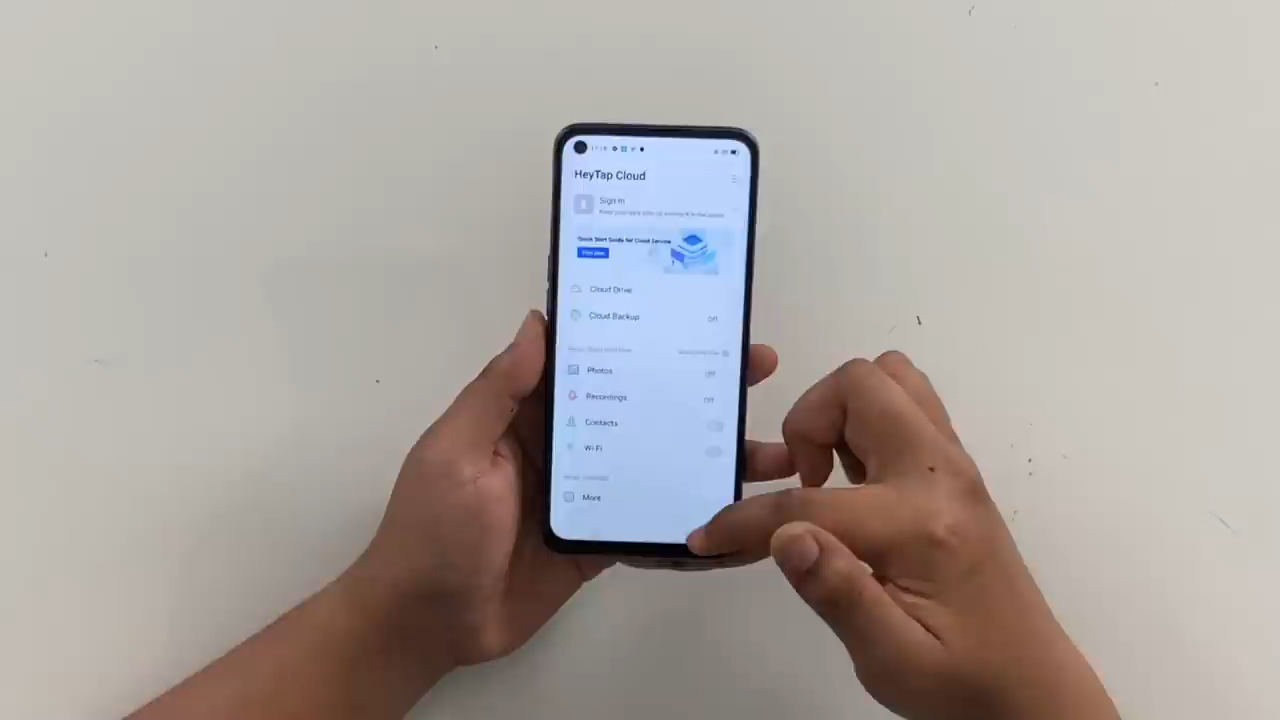 HeyTap Cloud
Sign in
Quick Start Guide for Cloud Service
Cloud Drive
Cloud Backup
Off
Photos
Off
Recordings
Off
Contacts
Wi Fi
More